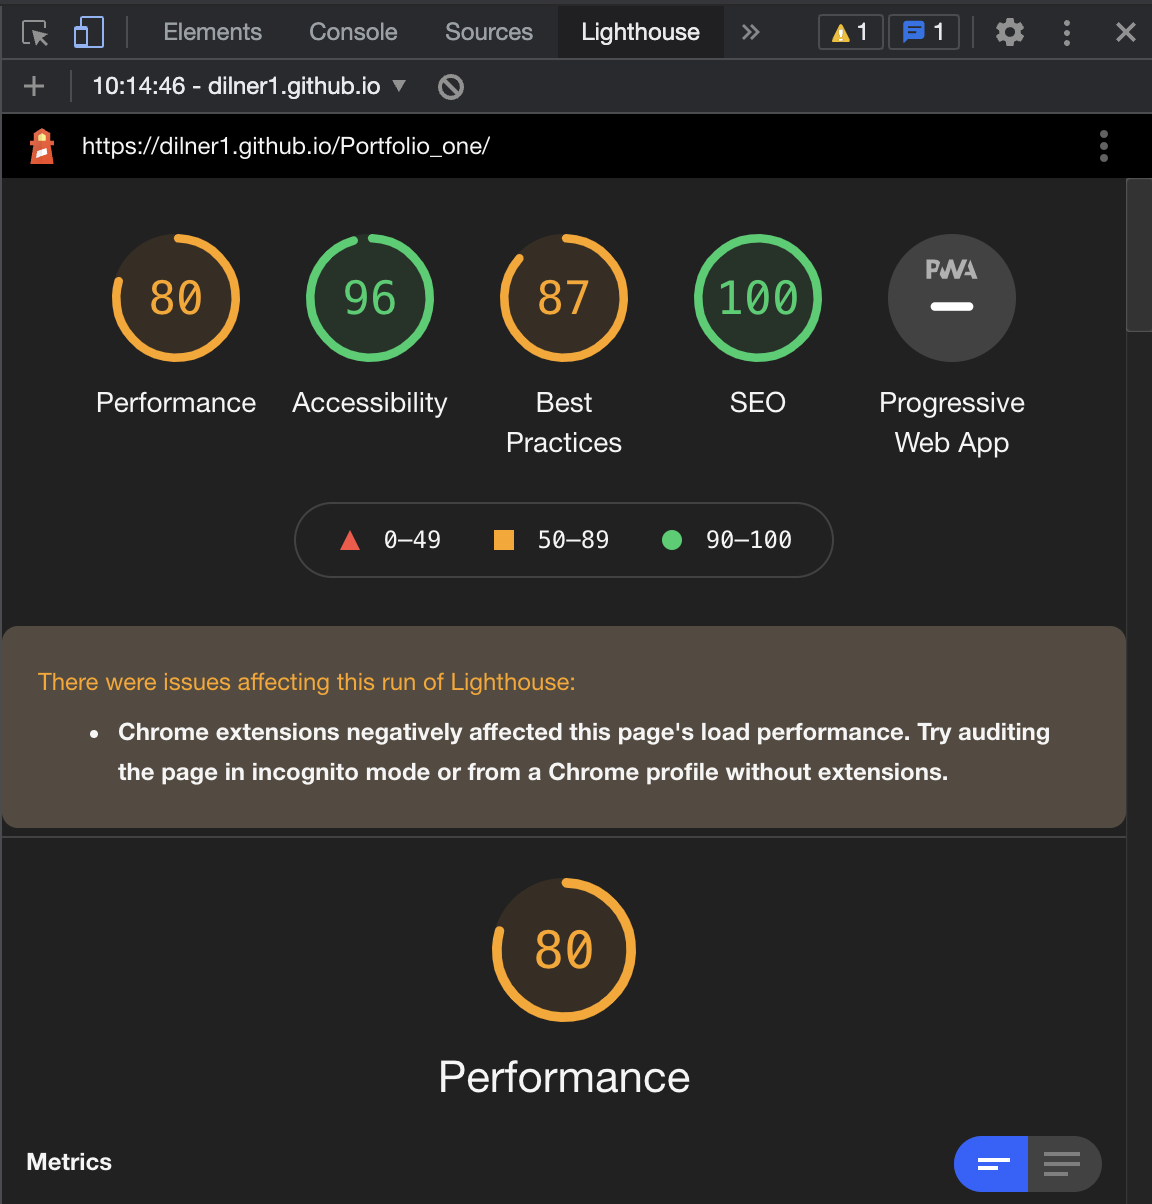 Elements Console Sources Lighthouse 1 1
10:14:46 - dilner1.github.io
https://dilner1.github.io/Portfolio_one/
80 96 87 100 PWA
Performance Accessibility Best Practices SEO Progressive Web App
0–49 50–89 90–100
There were issues affecting this run of Lighthouse:
• Chrome extensions negatively affected this page's load performance. Try auditing
the page in incognito mode or from a Chrome profile without extensions.
80
Performance
Metrics